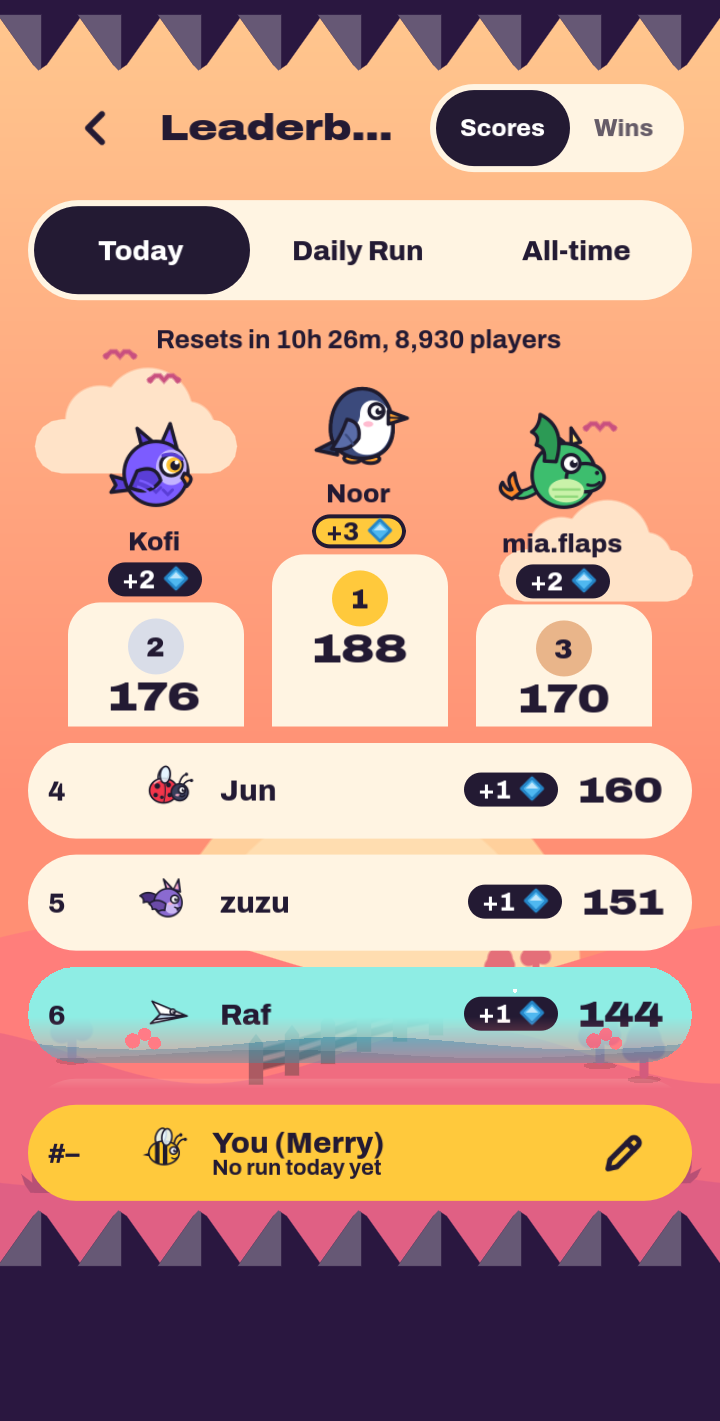 Leaderb...
Scores
Wins
Today
Daily Run
All-time
Resets in 10h 26m, 8,930 players
Noor
+3
1
188
Kofi
+2
2
176
mia.flaps
+2
3
170
4 Jun +1 160
5 zuzu +1 151
6 Raf +1 144
#– You (Merry)
No run today yet